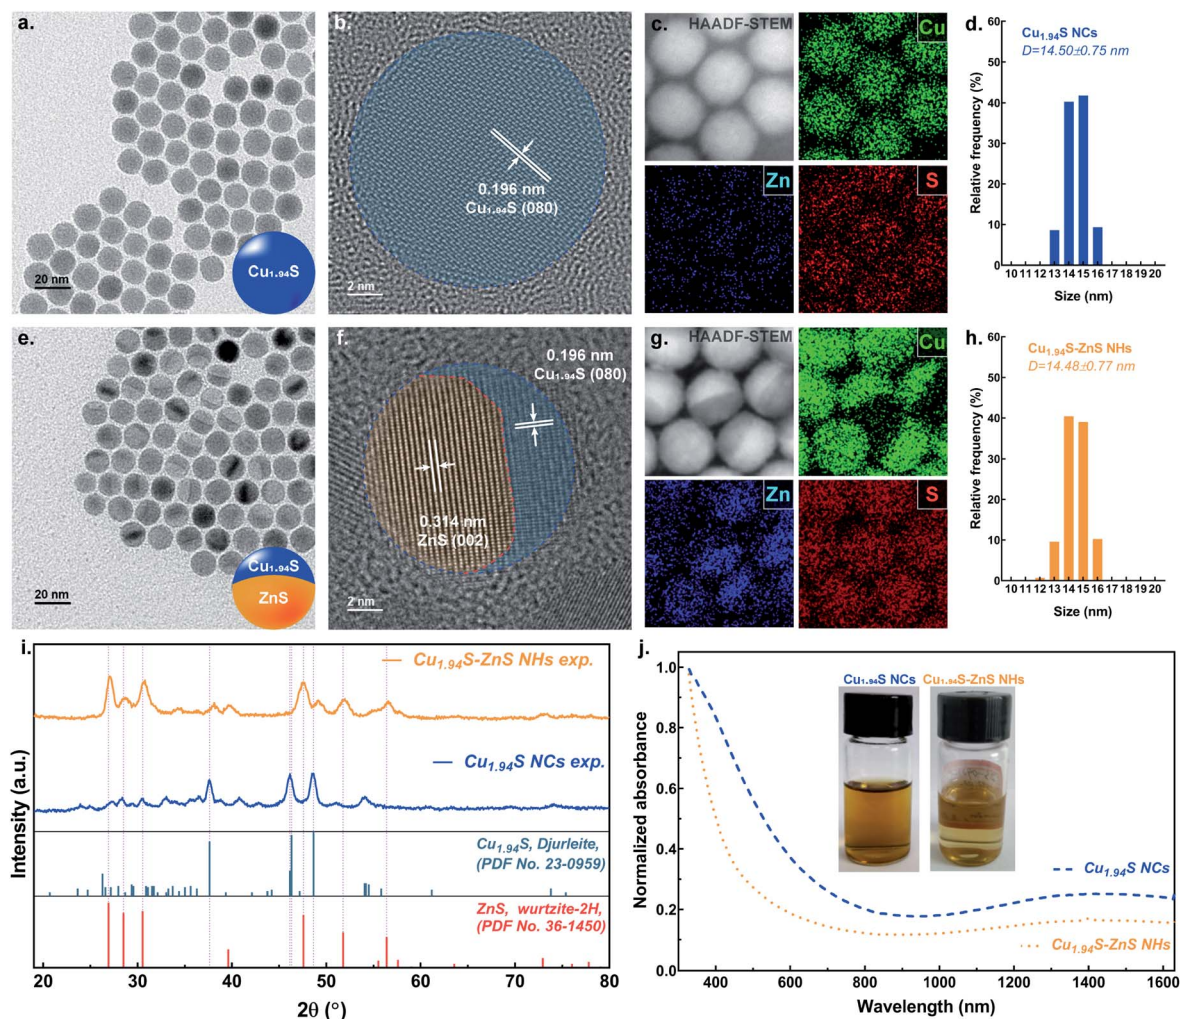 a.
Cu1.94S
20 nm
b.
0.196 nm
Cu1.94S (080)
2 nm
c.
HAADF-STEM
Cu
Zn
S
d.
Cu1.94S NCs
D=14.50±0.75 nm
Relative frequency (%)
60
50
40
30
20
10
0
10 11 12 13 14 15 16 17 18 19 20
Size (nm)
e.
Cu1.94S
ZnS
20 nm
f.
0.196 nm
Cu1.94S (080)
0.314 nm
ZnS (002)
2 nm
g.
HAADF-STEM
Cu
Zn
S
h.
Cu1.94S-ZnS NHs
D=14.48±0.77 nm
Relative frequency (%)
60
50
40
30
20
10
0
10 11 12 13 14 15 16 17 18 19 20
Size (nm)
i.
Cu1.94S-ZnS NHs exp.
Cu1.94S NCs exp.
Cu1.94S, Djurleite,
(PDF No. 23-0959)
ZnS, wurtzite-2H,
(PDF No. 36-1450)
Intensity (a.u.)
20 30 40 50 60 70 80
2θ (°)
j.
Cu1.94S NCs Cu1.94S-ZnS NHs
Normalized absorbance
1.0
0.8
0.6
0.4
0.2
0.0
Cu1.94S NCs
Cu1.94S-ZnS NHs
400 600 800 1000 1200 1400 1600
Wavelength (nm)